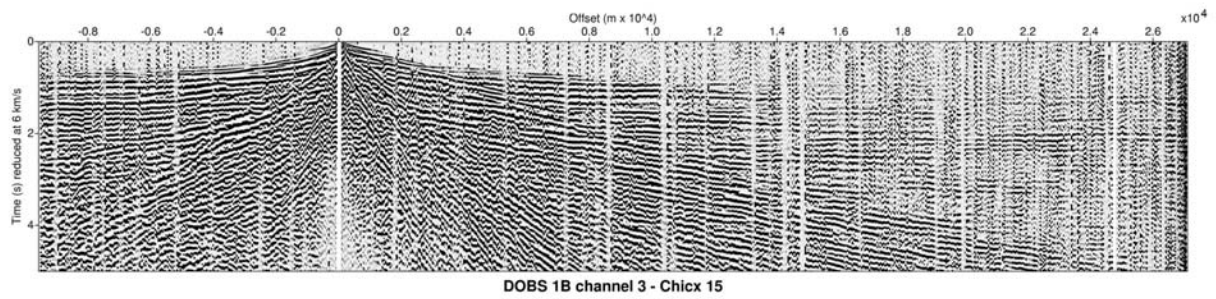 Offset (m x 10^4)
x10⁴
-0.8 -0.6 -0.4 -0.2 0 0.2 0.4 0.6 0.8 1.0 1.2 1.4 1.6 1.8 2.0 2.2 2.4 2.6
Time (s) reduced at 6 km/s
0
2
4
DOBS 1B channel 3 - Chicx 15